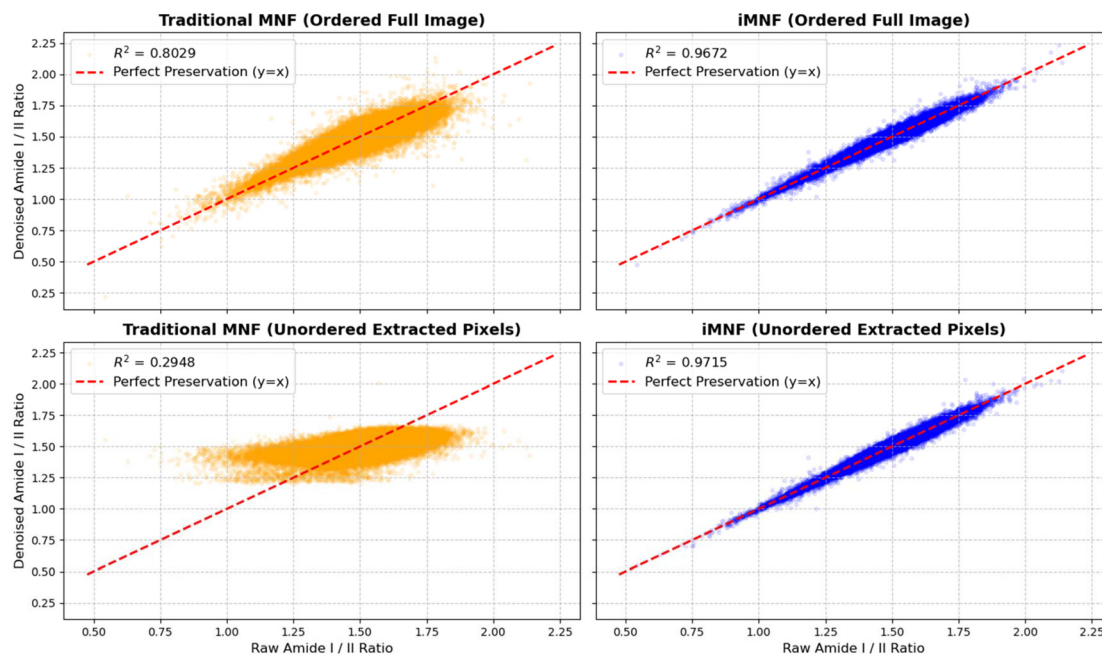 Traditional MNF (Ordered Full Image)
iMNF (Ordered Full Image)
Denoised Amide I / II Ratio
2.25
2.00
1.75
1.50
1.25
1.00
0.75
0.50
0.25
R² = 0.8029
Perfect Preservation (y=x)
R² = 0.9672
Perfect Preservation (y=x)
Traditional MNF (Unordered Extracted Pixels)
iMNF (Unordered Extracted Pixels)
Denoised Amide I / II Ratio
2.25
2.00
1.75
1.50
1.25
1.00
0.75
0.50
0.25
R² = 0.2948
Perfect Preservation (y=x)
R² = 0.9715
Perfect Preservation (y=x)
0.50 0.75 1.00 1.25 1.50 1.75 2.00 2.25
0.50 0.75 1.00 1.25 1.50 1.75 2.00 2.25
Raw Amide I / II Ratio
Raw Amide I / II Ratio